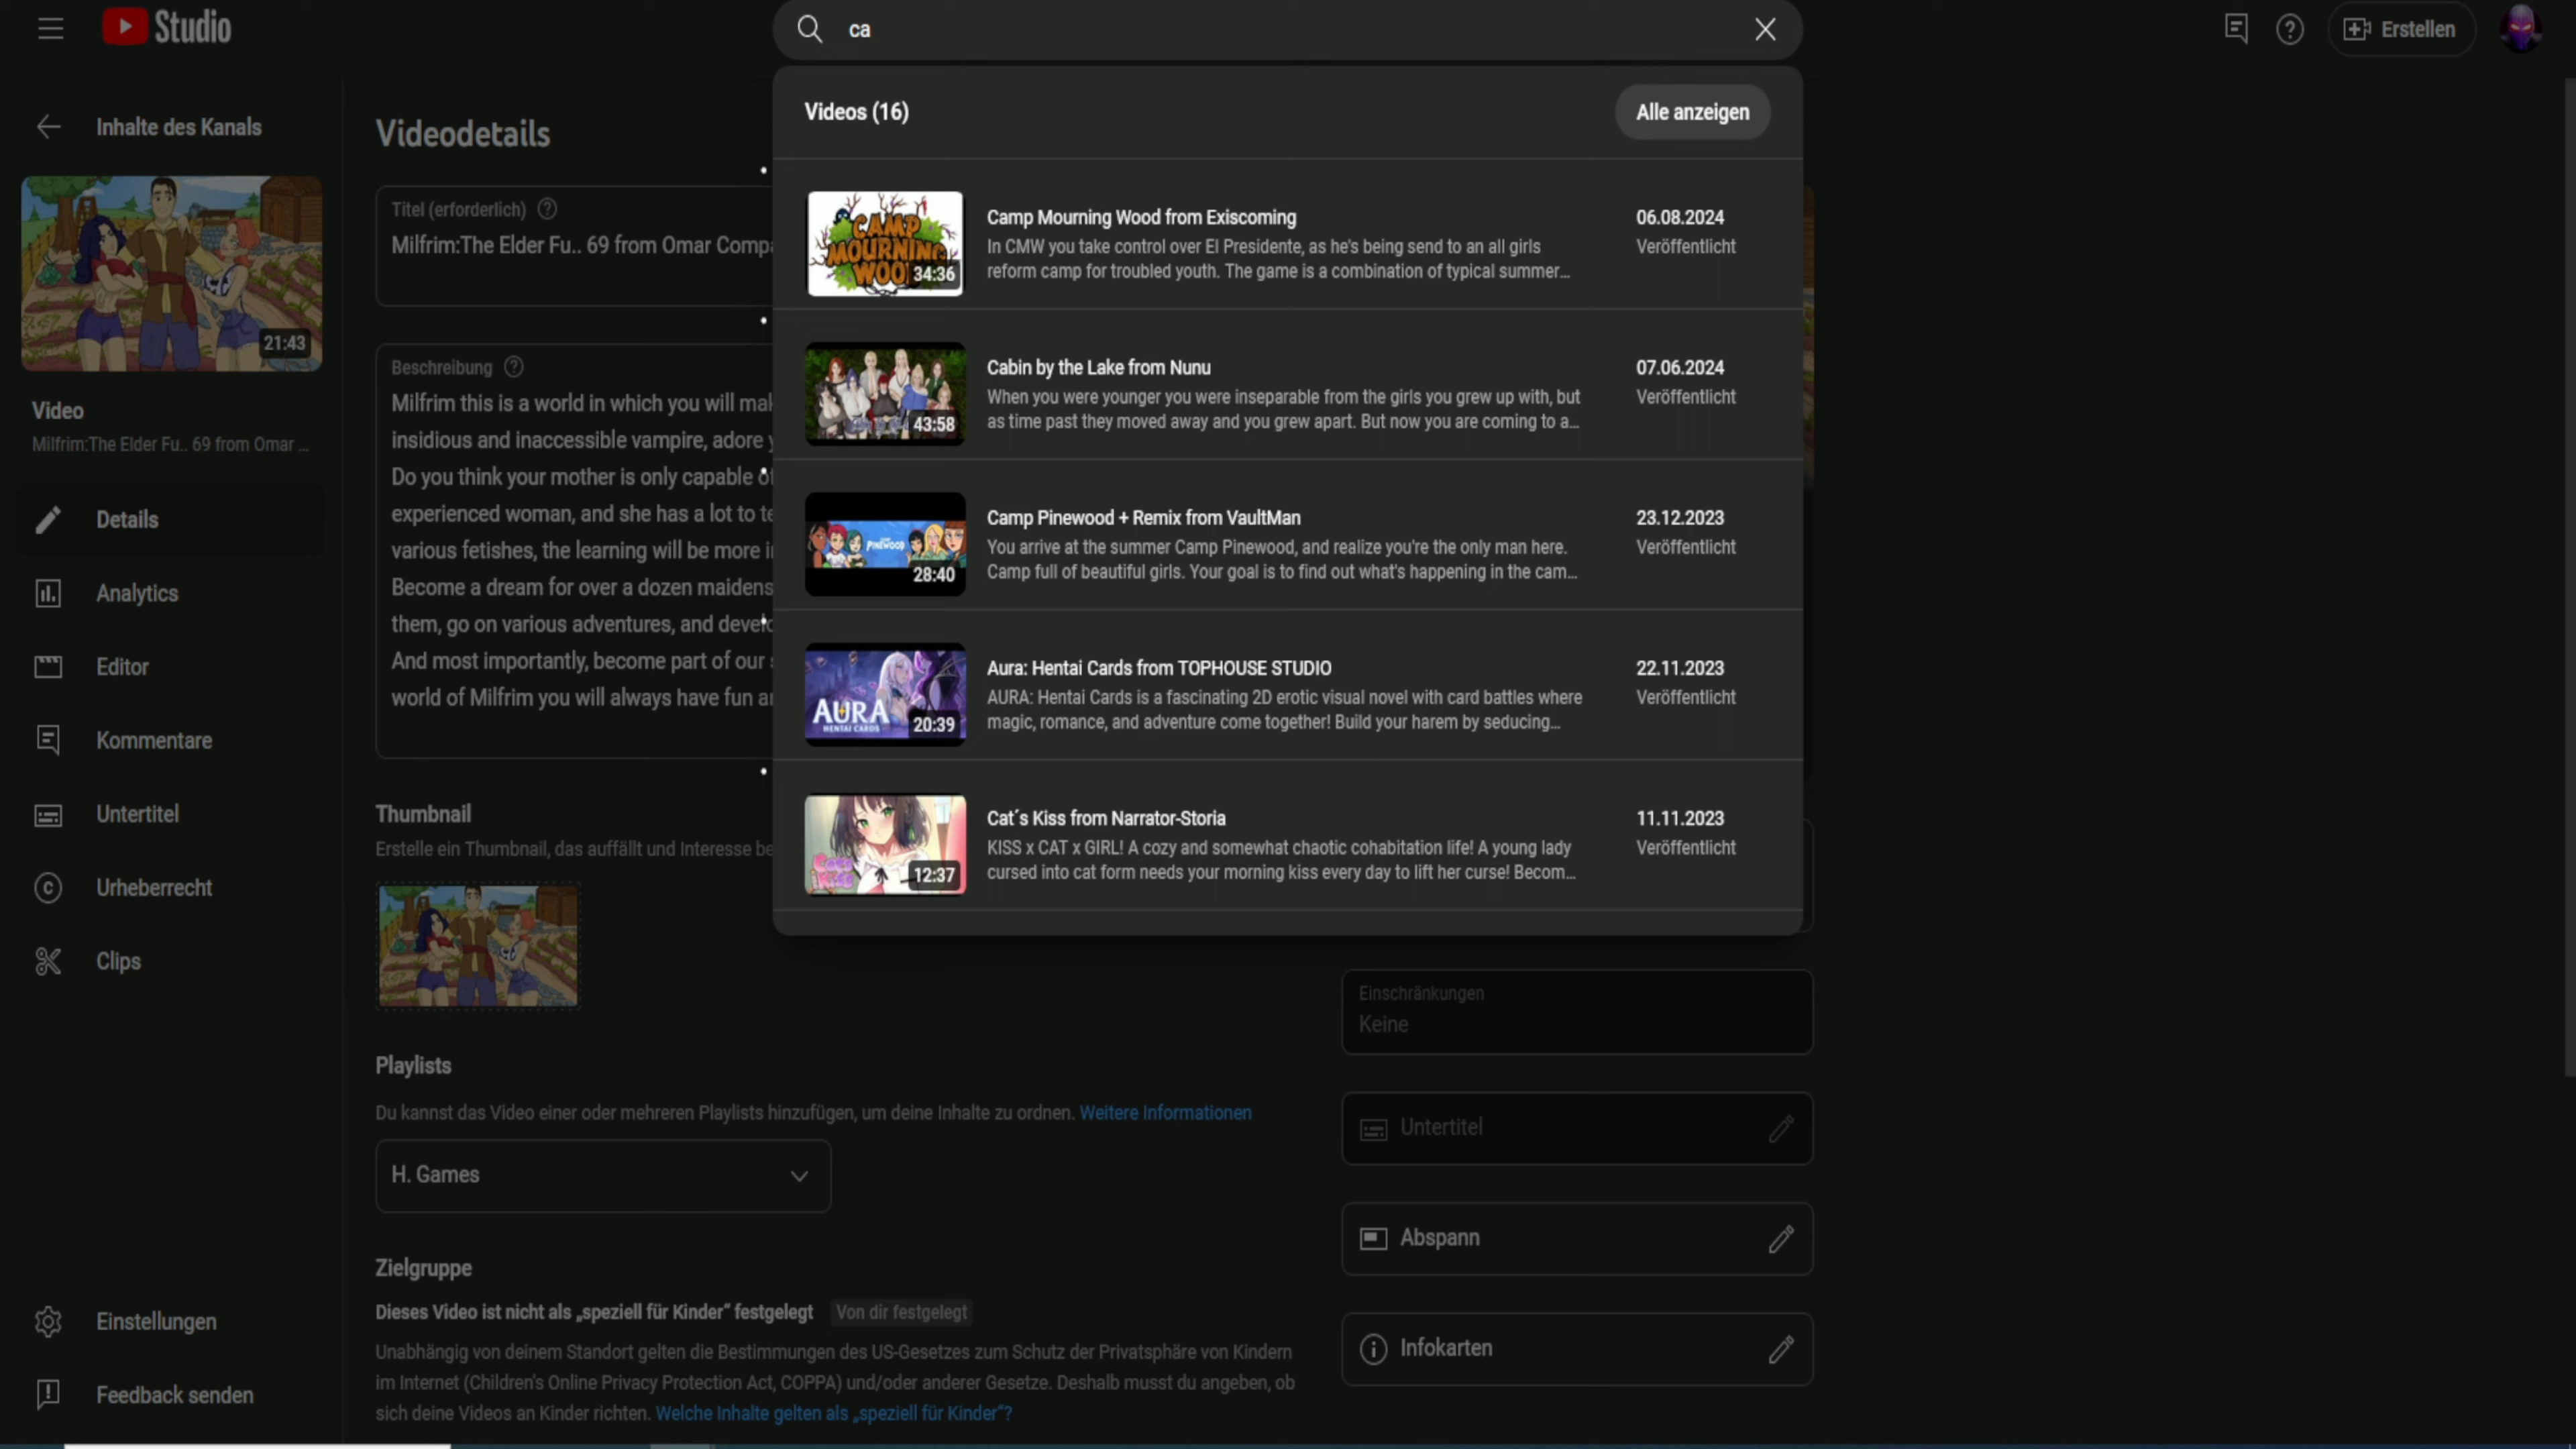 Studio
ca
Erstellen
Inhalte des Kanals
21:43
Video
Milfrim:The Elder Fu.. 69 from Omar ...
Details
Analytics
Editor
Kommentare
Untertitel
Urheberrecht
Clips
Einstellungen
Feedback senden
Videodetails
Titel (erforderlich)
Milfrim:The Elder Fu.. 69 from Omar
Beschreibung
Milfrim this is a world in which you will
insidious and inaccessible vampire, adore
Do you think your mother is only capable
experienced woman, and she has a lot to
various fetishes, the learning will be more
Become a dream for over a dozen maidens
them, go on various adventures, and
And most importantly, become part of our
world of Milfrim you will always have fun
Thumbnail
Erstelle ein Thumbnail, das auffällt und Interesse
Playlists
Du kannst das Video einer oder mehreren Playlists hinzufügen, um deine Inhalte zu ordnen. Weitere Informationen
H. Games
Zielgruppe
Dieses Video ist nicht als „speziell für Kinder“ festgelegt Von dir festgelegt
Unabhängig von deinem Standort gelten die Bestimmungen des US-Gesetzes zum Schutz der Privatsphäre von Kindern
im Internet (Children's Online Privacy Protection Act, COPPA) und/oder anderer Gesetze. Deshalb musst du angeben, ob
sich deine Videos an Kinder richten. Welche Inhalte gelten als „speziell für Kinder“?
Videos (16)
Alle anzeigen
CAMP
MOURNING
WOOD
34:36
Camp Mourning Wood from Exiscoming
In CMW you take control over El Presidente, as he's being send to an all girls
reform camp for troubled youth. The game is a combination of typical summer...
06.08.2024
Veröffentlicht
43:58
Cabin by the Lake from Nunu
When you were younger you were inseparable from the girls you grew up with, but
as time past they moved away and you grew apart. But now you are coming to a...
07.06.2024
Veröffentlicht
PINEWOOD
28:40
Camp Pinewood + Remix from VaultMan
You arrive at the summer Camp Pinewood, and realize you're the only man here.
Camp full of beautiful girls. Your goal is to find out what's happening in the cam...
23.12.2023
Veröffentlicht
AURA
HENTAI CARDS
20:39
Aura: Hentai Cards from TOPHOUSE STUDIO
AURA: Hentai Cards is a fascinating 2D erotic visual novel with card battles where
magic, romance, and adventure come together! Build your harem by seducing...
22.11.2023
Veröffentlicht
12:37
Cat´s Kiss from Narrator-Storia
KISS x CAT x GIRL! A cozy and somewhat chaotic cohabitation life! A young lady
cursed into cat form needs your morning kiss every day to lift her curse! Becom...
11.11.2023
Veröffentlicht
Einschränkungen
Keine
Untertitel
Abspann
Infokarten